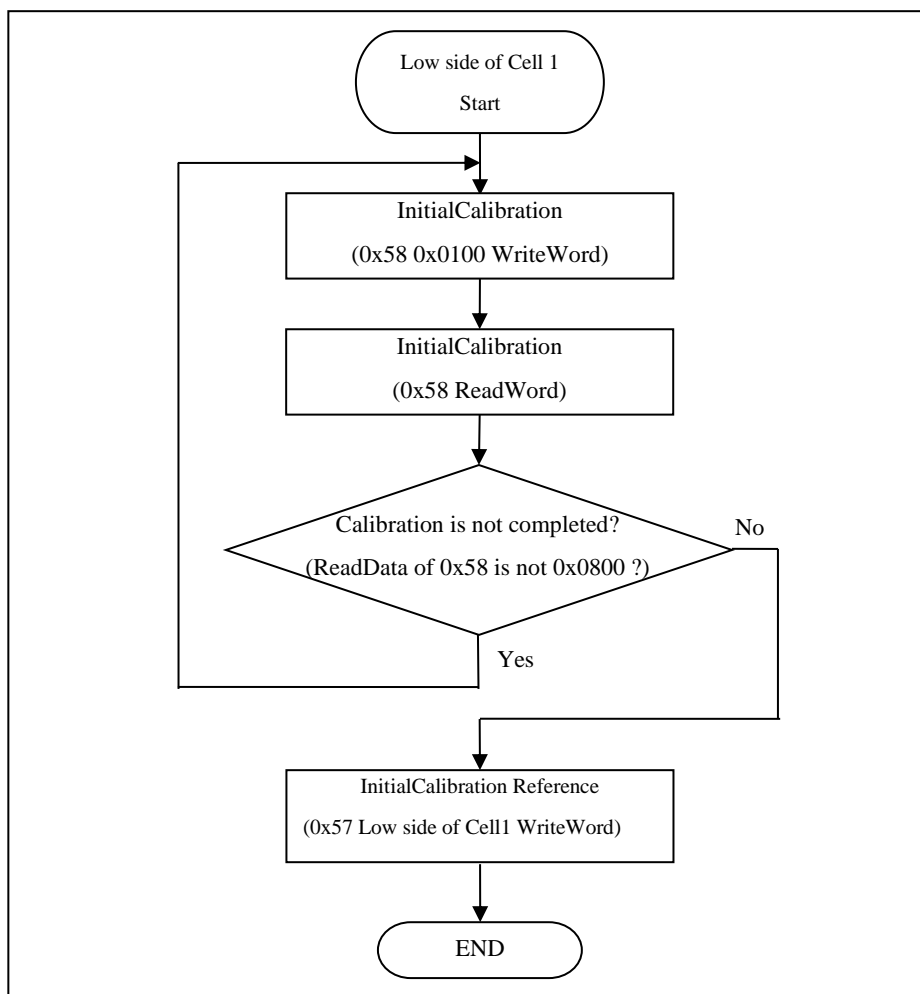 Low side of Cell 1
Start
InitialCalibration
(0x58 0x0100 WriteWord)
InitialCalibration
(0x58 ReadWord)
Calibration is not completed?
(ReadData of 0x58 is not 0x0800 ?)
No
Yes
InitialCalibration Reference
(0x57 Low side of Cell1 WriteWord)
END